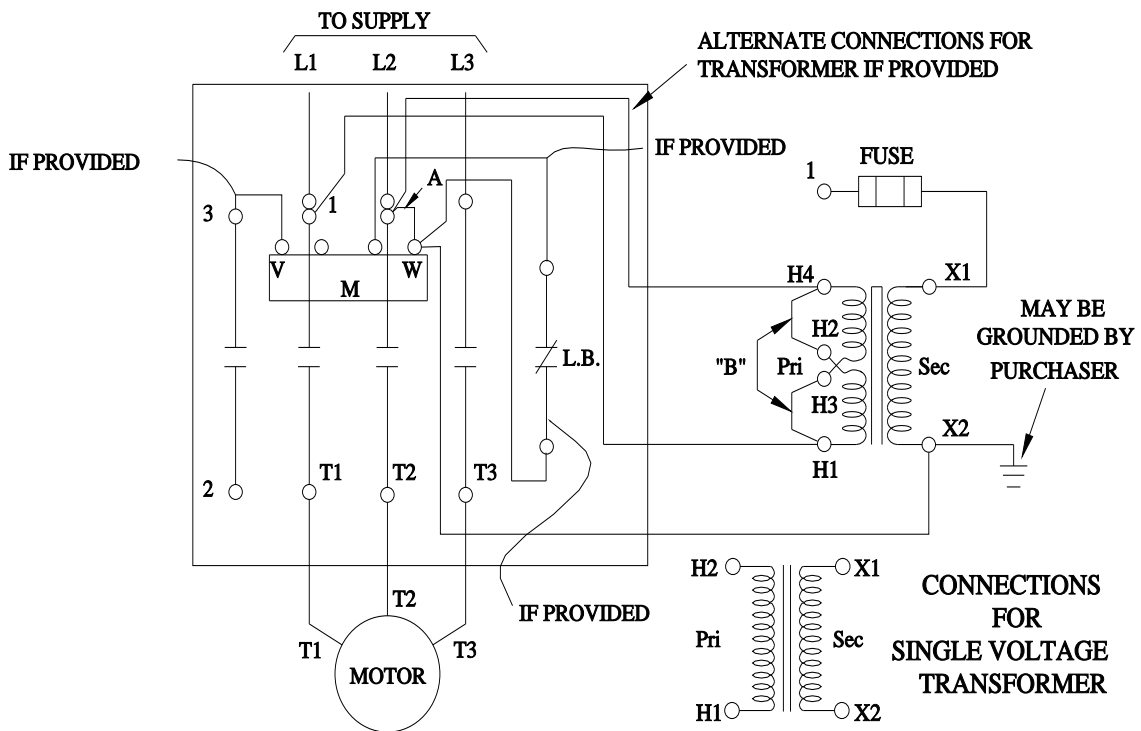 TO SUPPLY
L1 L2 L3
ALTERNATE CONNECTIONS FOR
TRANSFORMER IF PROVIDED
IF PROVIDED
IF PROVIDED
A
3
1
V
W
M
1
FUSE
H4
X1
H2
"B"
Pri
Sec
H3
MAY BE
GROUNDED BY
PURCHASER
L.B.
X2
H1
2
T1
T2
T3
IF PROVIDED
T2
T1
T3
MOTOR
H2
X1
Pri
Sec
H1
X2
CONNECTIONS
FOR
SINGLE VOLTAGE
TRANSFORMER